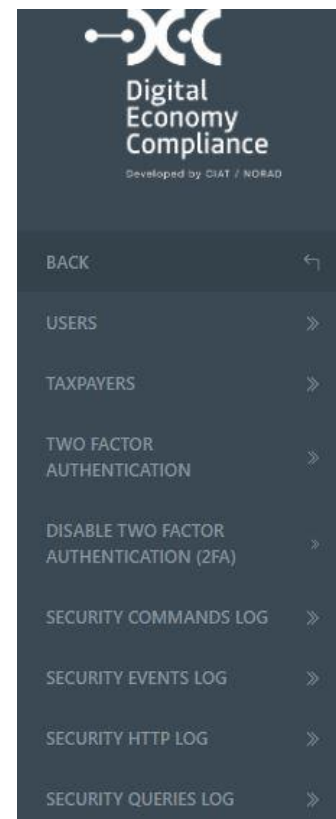 DEC
Digital
Economy
Compliance
Developed by CIAT / NORAD
BACK
USERS
TAXPAYERS
TWO FACTOR
AUTHENTICATION
DISABLE TWO FACTOR
AUTHENTICATION (2FA)
SECURITY COMMANDS LOG
SECURITY EVENTS LOG
SECURITY HTTP LOG
SECURITY QUERIES LOG